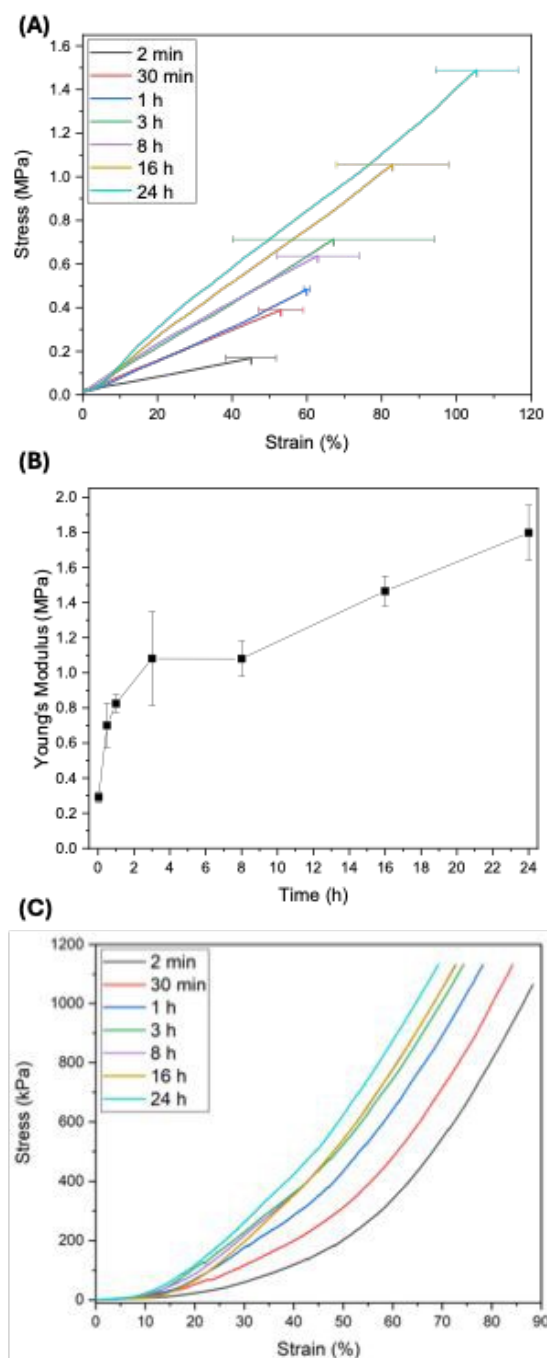 (A)
1.6
1.4
1.2
1.0
0.8
0.6
0.4
0.2
0.0
Stress (MPa)
2 min
30 min
1 h
3 h
8 h
16 h
24 h
0 20 40 60 80 100 120
Strain (%)
(B)
2.0
1.8
1.6
1.4
1.2
1.0
0.8
0.6
0.4
0.2
0.0
Young's Modulus (MPa)
0 2 4 6 8 10 12 14 16 18 20 22 24
Time (h)
(C)
1200
1000
800
600
400
200
0
Stress (kPa)
2 min
30 min
1 h
3 h
8 h
16 h
24 h
0 10 20 30 40 50 60 70 80 90
Strain (%)